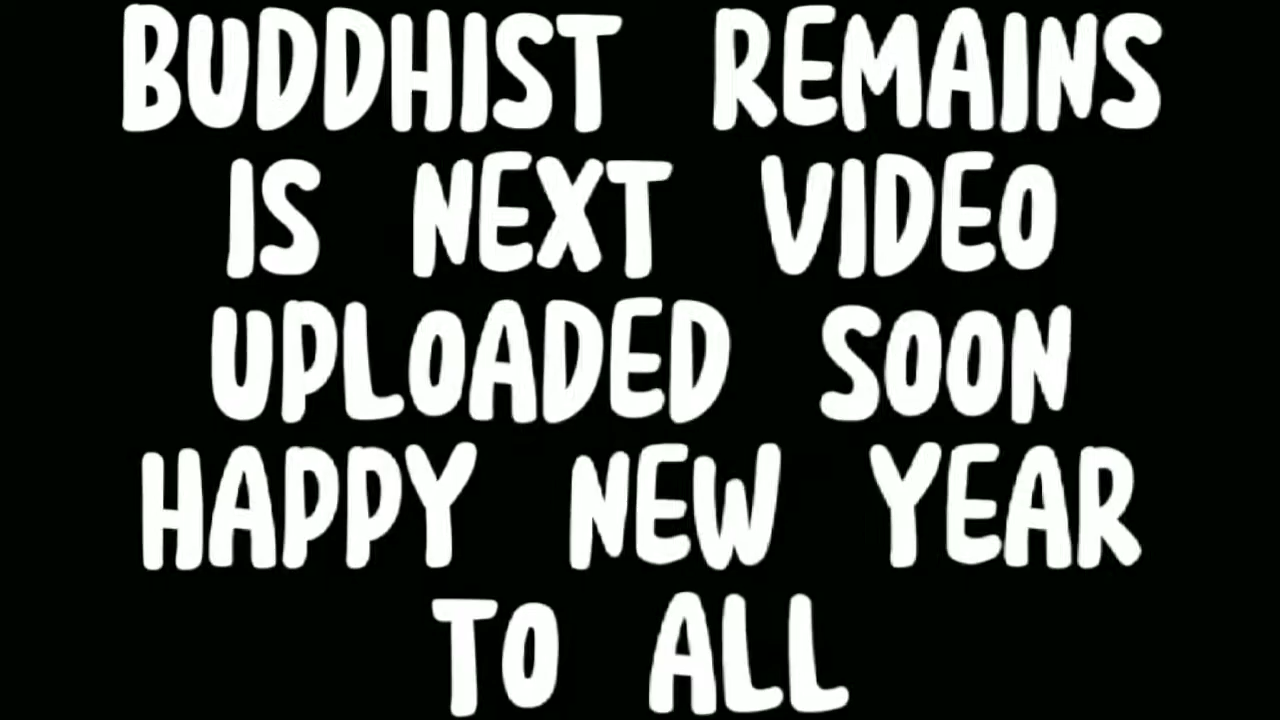 BUDDHIST REMAINS
IS NEXT VIDEO
UPLOADED SOON
HAPPY NEW YEAR
TO ALL